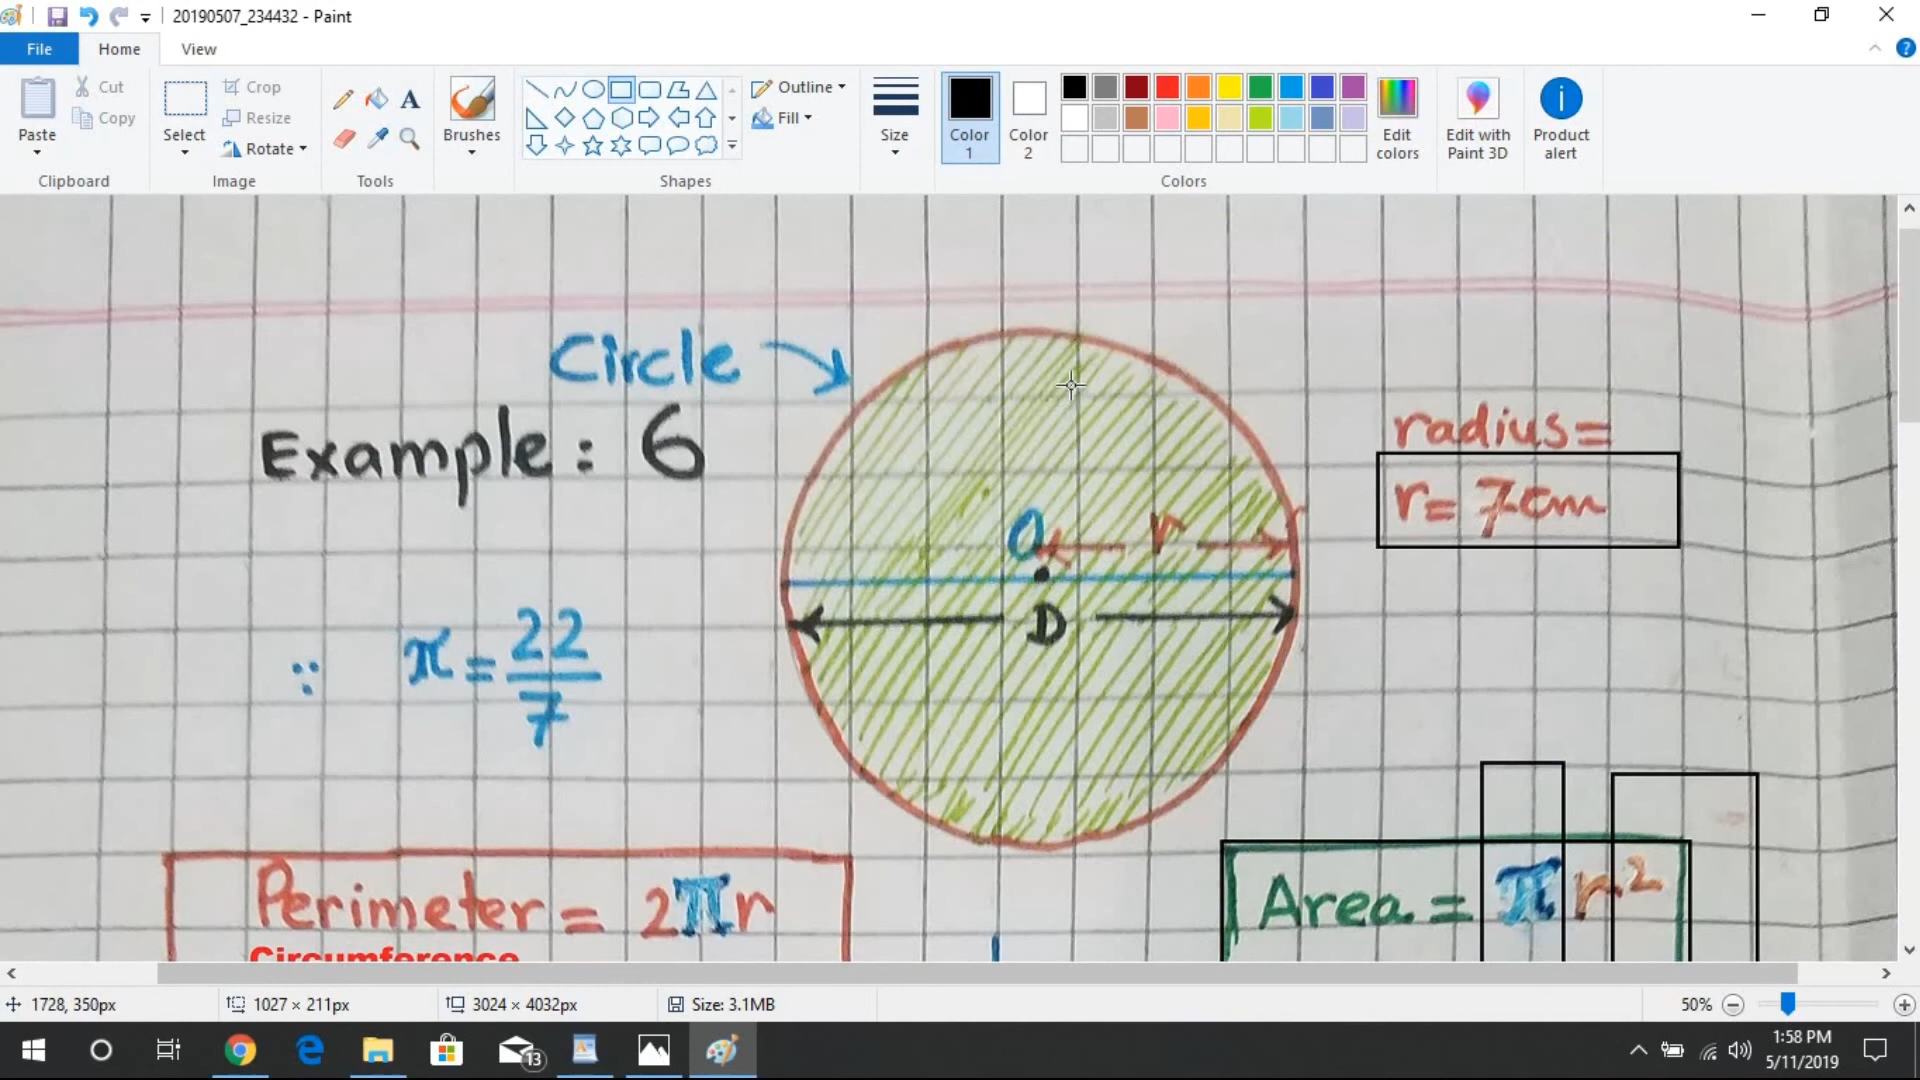 20190507_234432 - Paint
File Home View
Paste
Cut
Copy
Clipboard
Select
Crop
Resize
Rotate
Image
A
Tools
Brushes
Outline
Fill
Shapes
Size
Color 1
Color 2
Edit colors
Colors
Edit with Paint 3D
Product alert
Circle
Example: 6
radius=
r= 7cm
O r
D
∵ π = 22/7
Perimeter = 2πr
Circumference
Area = πr²
1728, 350px 1027 × 211px 3024 × 4032px Size: 3.1MB 50%
13
1:58 PM
5/11/2019